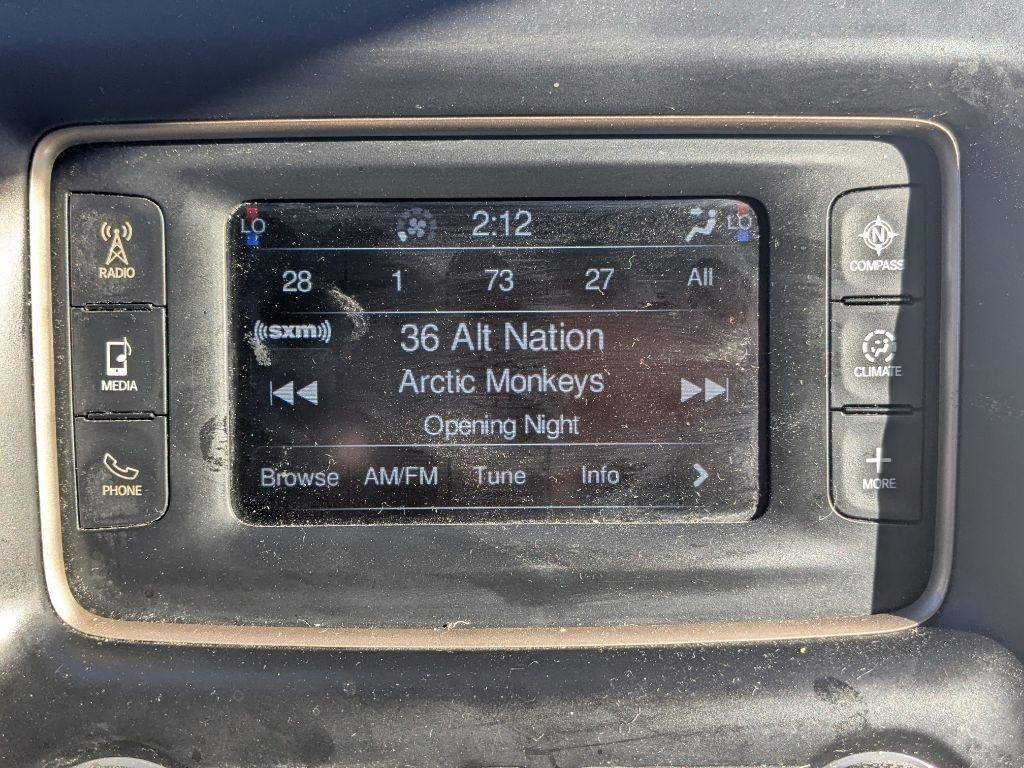 LO 2:12 LO
28 1 73 27 All
((sxm))
36 Alt Nation
Arctic Monkeys
Opening Night
Browse AM/FM Tune Info >
RADIO
MEDIA
PHONE
N
COMPASS
CLIMATE
MORE